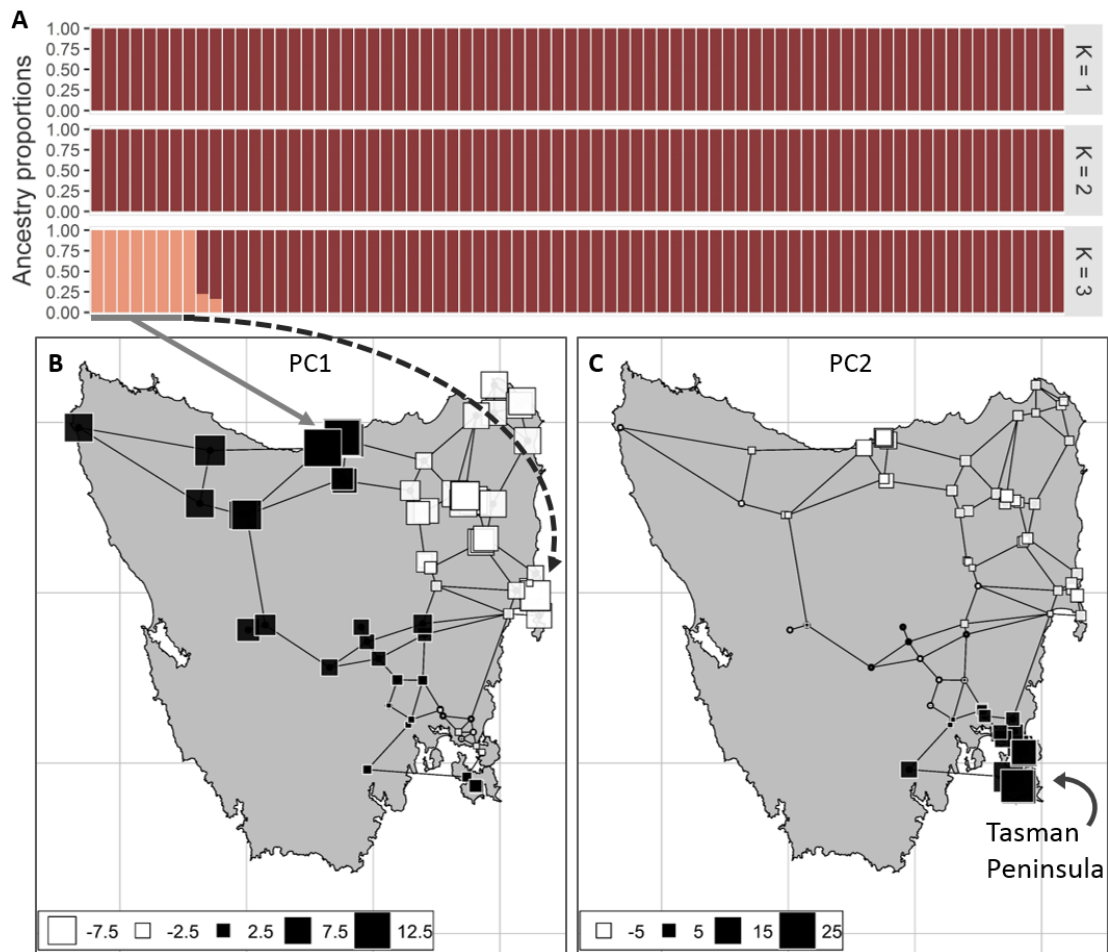 A
Ancestry proportions
1.00
0.75
0.50
0.25
0.00
K = 1
1.00
0.75
0.50
0.25
0.00
K = 2
1.00
0.75
0.50
0.25
0.00
K = 3
B
PC1
-7.5 -2.5 2.5 7.5 12.5
C
PC2
Tasman
Peninsula
-5 5 15 25